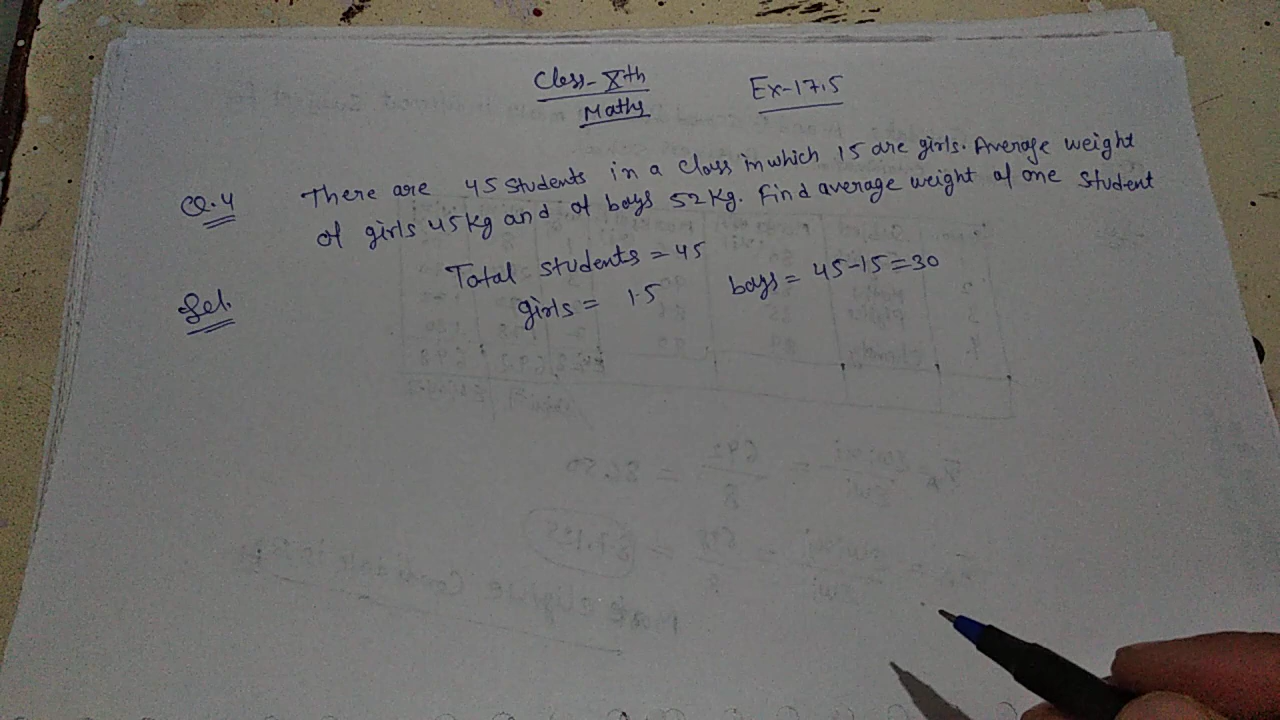 Class-Xth
Maths
Ex-17.5
Q.4 There are 45 students in a class in which 15 are girls. Average weight
of girls 45 Kg and of boys 52 Kg. Find average weight of one student
Sol. Total students = 45
girls = 15 boys = 45-15=30